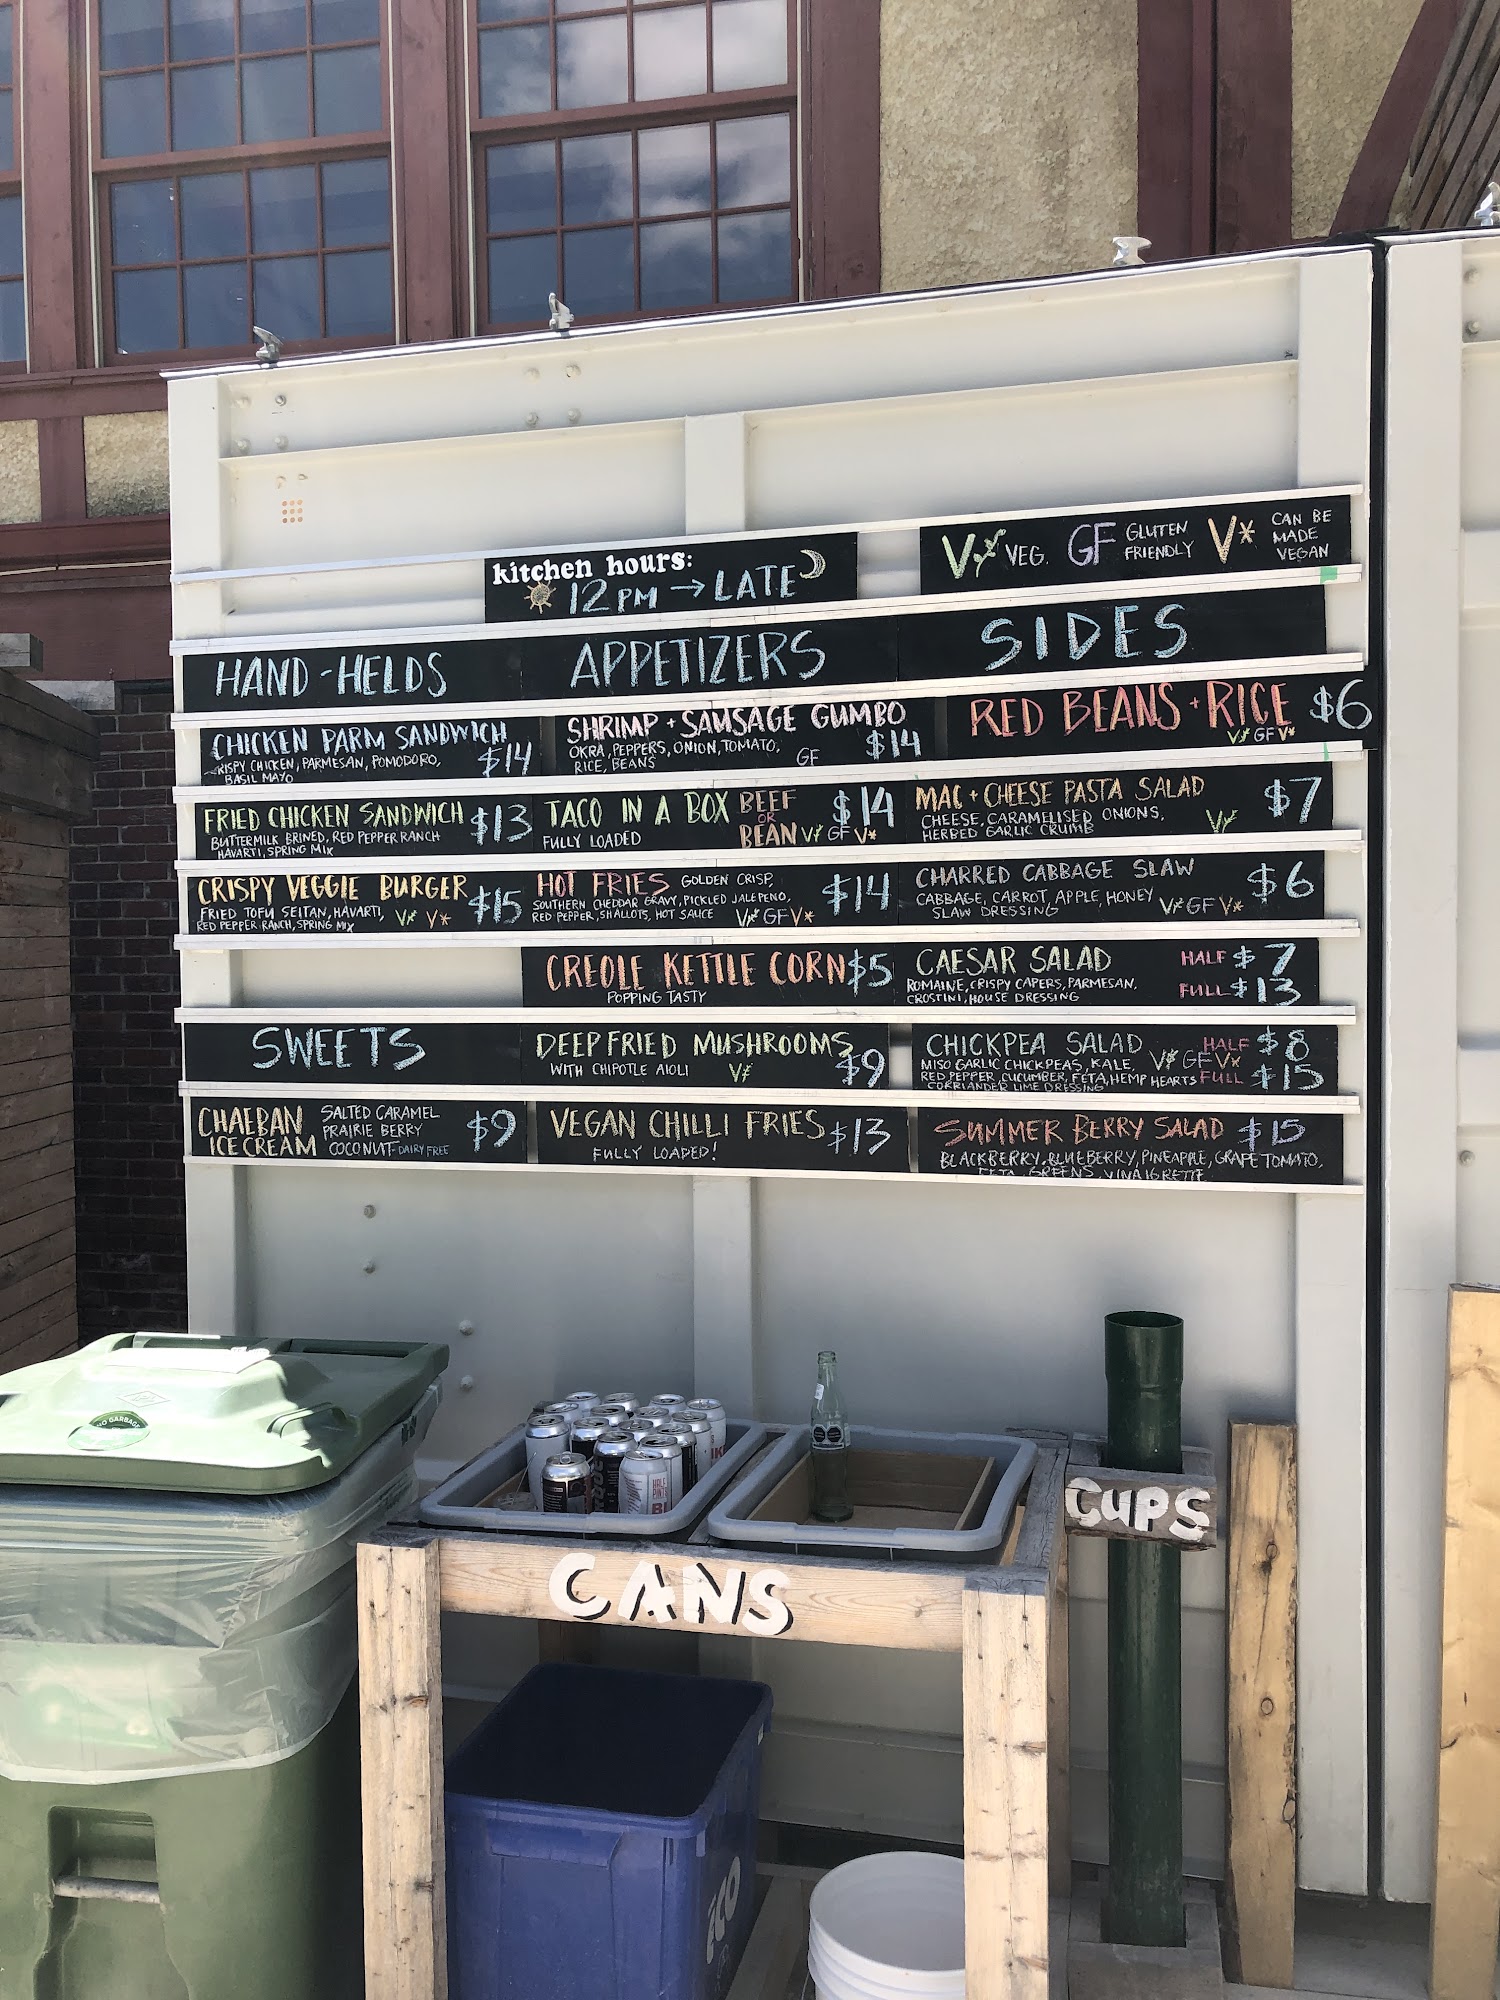 kitchen hours:
12PM → LATE
V VEG. GF GLUTEN FRIENDLY V* CAN BE MADE VEGAN
HAND-HELDS
CHICKEN PARM SANDWICH $14
KRISPY CHICKEN, PARMESAN, POMODORO,
BASIL MAYO
FRIED CHICKEN SANDWICH $13
BUTTERMILK BRINED, RED PEPPER RANCH
HAVARTI, SPRING MIX
CRISPY VEGGIE BURGER $15
FRIED TOFU SEITAN, HAVARTI, V V*
RED PEPPER RANCH, SPRING MIX
SWEETS
CHAEBAN ICE CREAM $9
SALTED CARAMEL
PRAIRIE BERRY
COCONUT-DAIRY FREE
APPETIZERS
SHRIMP + SAUSAGE GUMBO $14
OKRA, PEPPERS, ONION, TOMATO,
RICE, BEANS GF
TACO IN A BOX BEEF OR BEAN $14
FULLY LOADED V GF V*
HOT FRIES GOLDEN CRISP, $14
SOUTHERN CHEDDAR GRAVY, PICKLED JALEPENO,
RED PEPPER, SHALLOTS, HOT SAUCE V GF V*
CREOLE KETTLE CORN $5
POPPING TASTY
DEEP FRIED MUSHROOMS $9
WITH CHIPOTLE AIOLI V
VEGAN CHILLI FRIES $13
FULLY LOADED!
SIDES
RED BEANS + RICE $6
V GF V*
MAC + CHEESE PASTA SALAD $7
CHEESE, CARAMELISED ONIONS,
HERBED GARLIC CRUMB V
CHARRED CABBAGE SLAW $6
CABBAGE, CARROT, APPLE, HONEY V GF V*
SLAW DRESSING
CAESAR SALAD HALF $7
ROMAINE, CRISPY CAPERS, PARMESAN,
CROSTINI, HOUSE DRESSING FULL $13
CHICKPEA SALAD HALF $8
MISO GARLIC CHICKPEAS, KALE, V GF V*
RED PEPPER, CUCUMBER, FETA, HEMP HEARTS FULL $15
CORRIANDER LIME DRESSING
SUMMER BERRY SALAD $15
BLACKBERRY, BLUEBERRY, PINEAPPLE, GRAPE TOMATO,
FETA, GREENS, VINAIGRETTE
NO GARBAGE
CUPS
CANS
eco